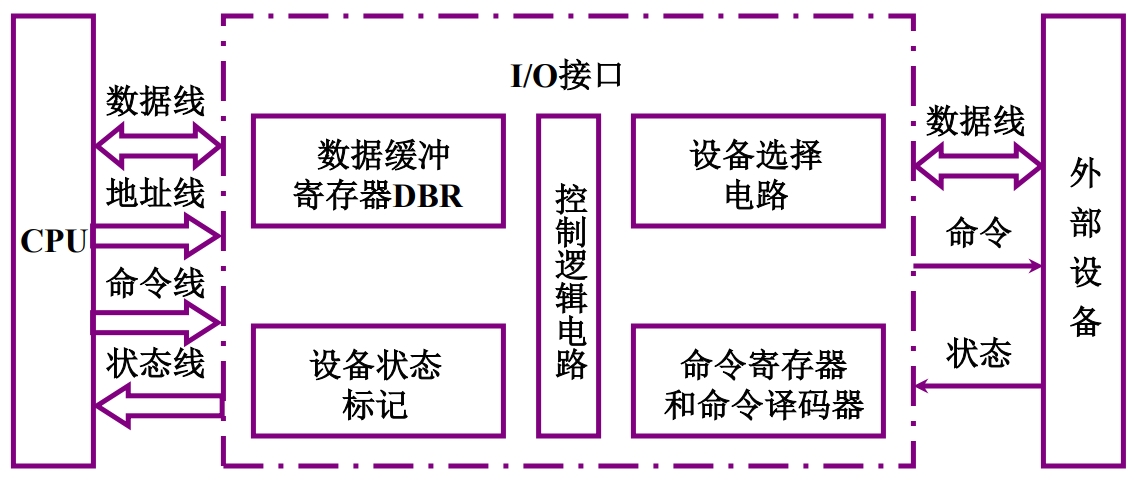 CPU
数据线
地址线
命令线
状态线
I/O接口
数据缓冲
寄存器DBR
设备状态
标记
控制逻辑电路
设备选择
电路
命令寄存器
和命令译码器
数据线
命令
状态
外部设备